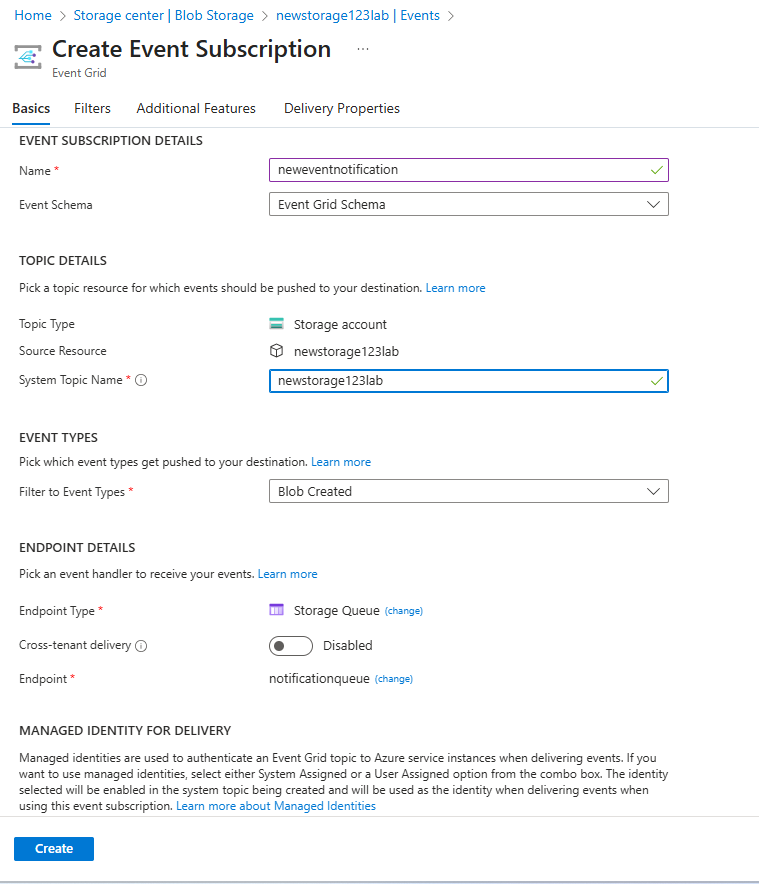 Home > Storage center | Blob Storage > newstorage123lab | Events >
Create Event Subscription ...
Event Grid
Basics Filters Additional Features Delivery Properties
EVENT SUBSCRIPTION DETAILS
Name * neweventnotification
Event Schema Event Grid Schema
TOPIC DETAILS
Pick a topic resource for which events should be pushed to your destination. Learn more
Topic Type Storage account
Source Resource newstorage123lab
System Topic Name * newstorage123lab
EVENT TYPES
Pick which event types get pushed to your destination. Learn more
Filter to Event Types * Blob Created
ENDPOINT DETAILS
Pick an event handler to receive your events. Learn more
Endpoint Type * Storage Queue (change)
Cross-tenant delivery Disabled
Endpoint * notificationqueue (change)
MANAGED IDENTITY FOR DELIVERY
Managed identities are used to authenticate an Event Grid topic to Azure service instances when delivering events. If you
want to use managed identities, select either System Assigned or a User Assigned option from the combo box. The identity
selected will be enabled in the system topic being created and will be used as the identity when delivering events when
using this event subscription. Learn more about Managed Identities
Create